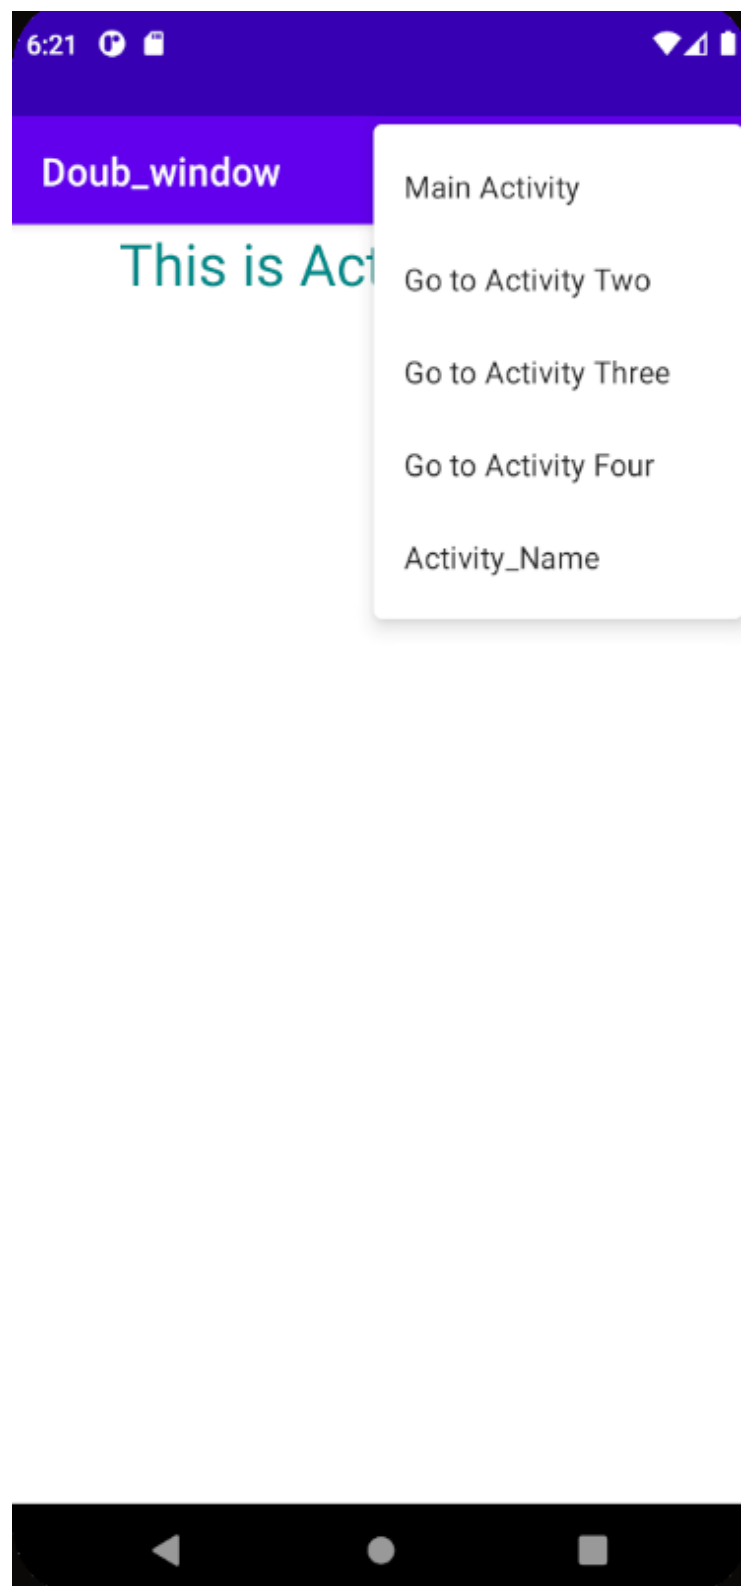 6:21
Doub_window
This is
Main Activity
Go to Activity Two
Go to Activity Three
Go to Activity Four
Activity_Name